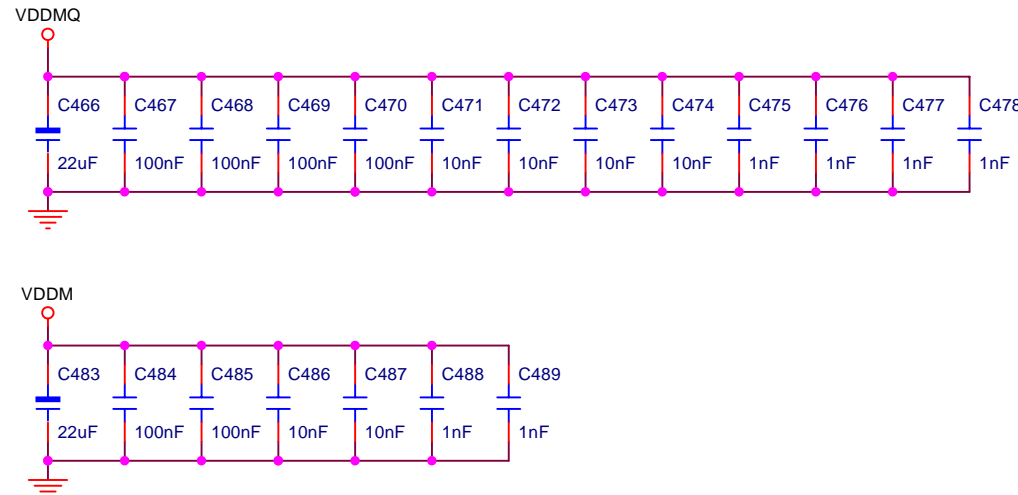 VDDMQ
C466 C467 C468 C469 C470 C471 C472 C473 C474 C475 C476 C477 C478
22uF 100nF 100nF 100nF 100nF 10nF 10nF 10nF 10nF 1nF 1nF 1nF 1nF
VDDM
C483 C484 C485 C486 C487 C488 C489
22uF 100nF 100nF 10nF 10nF 1nF 1nF